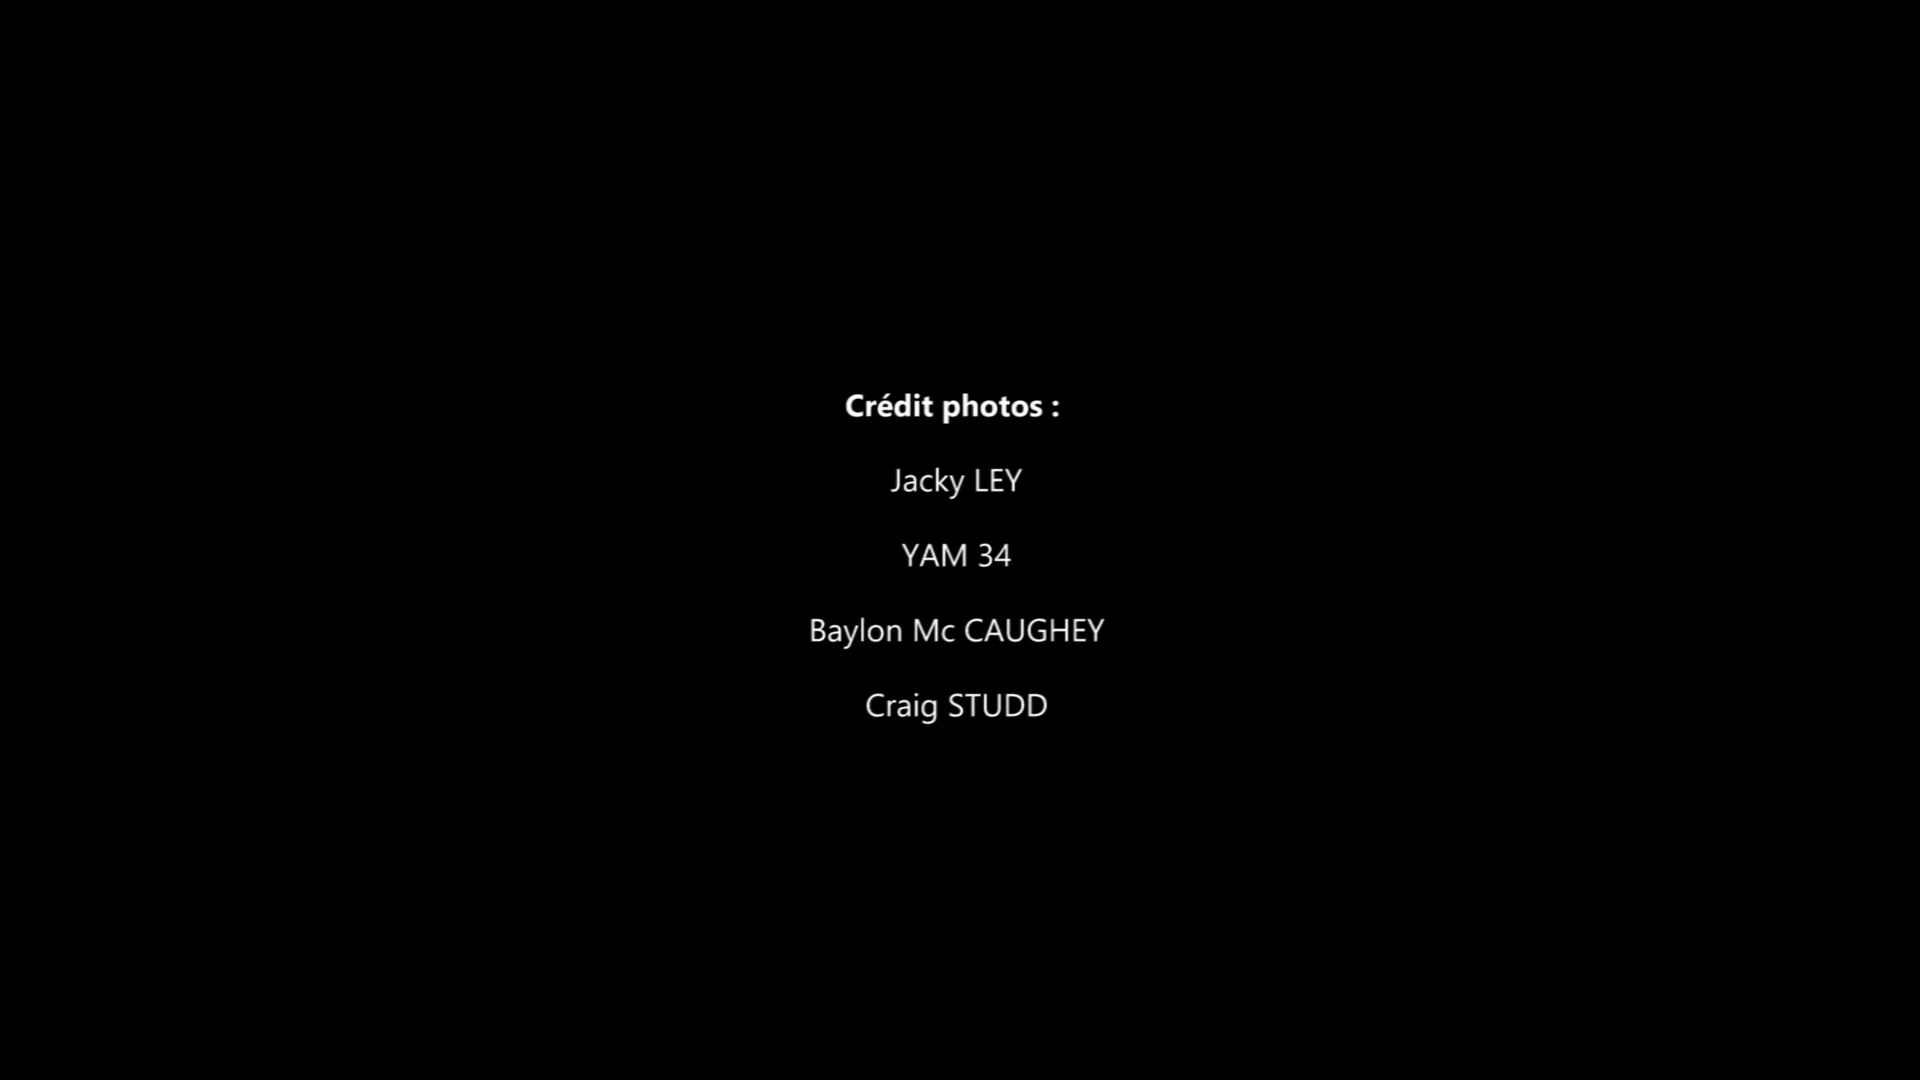 Crédit photos :
Jacky LEY
YAM 34
Baylon Mc CAUGHEY
Craig STUDD